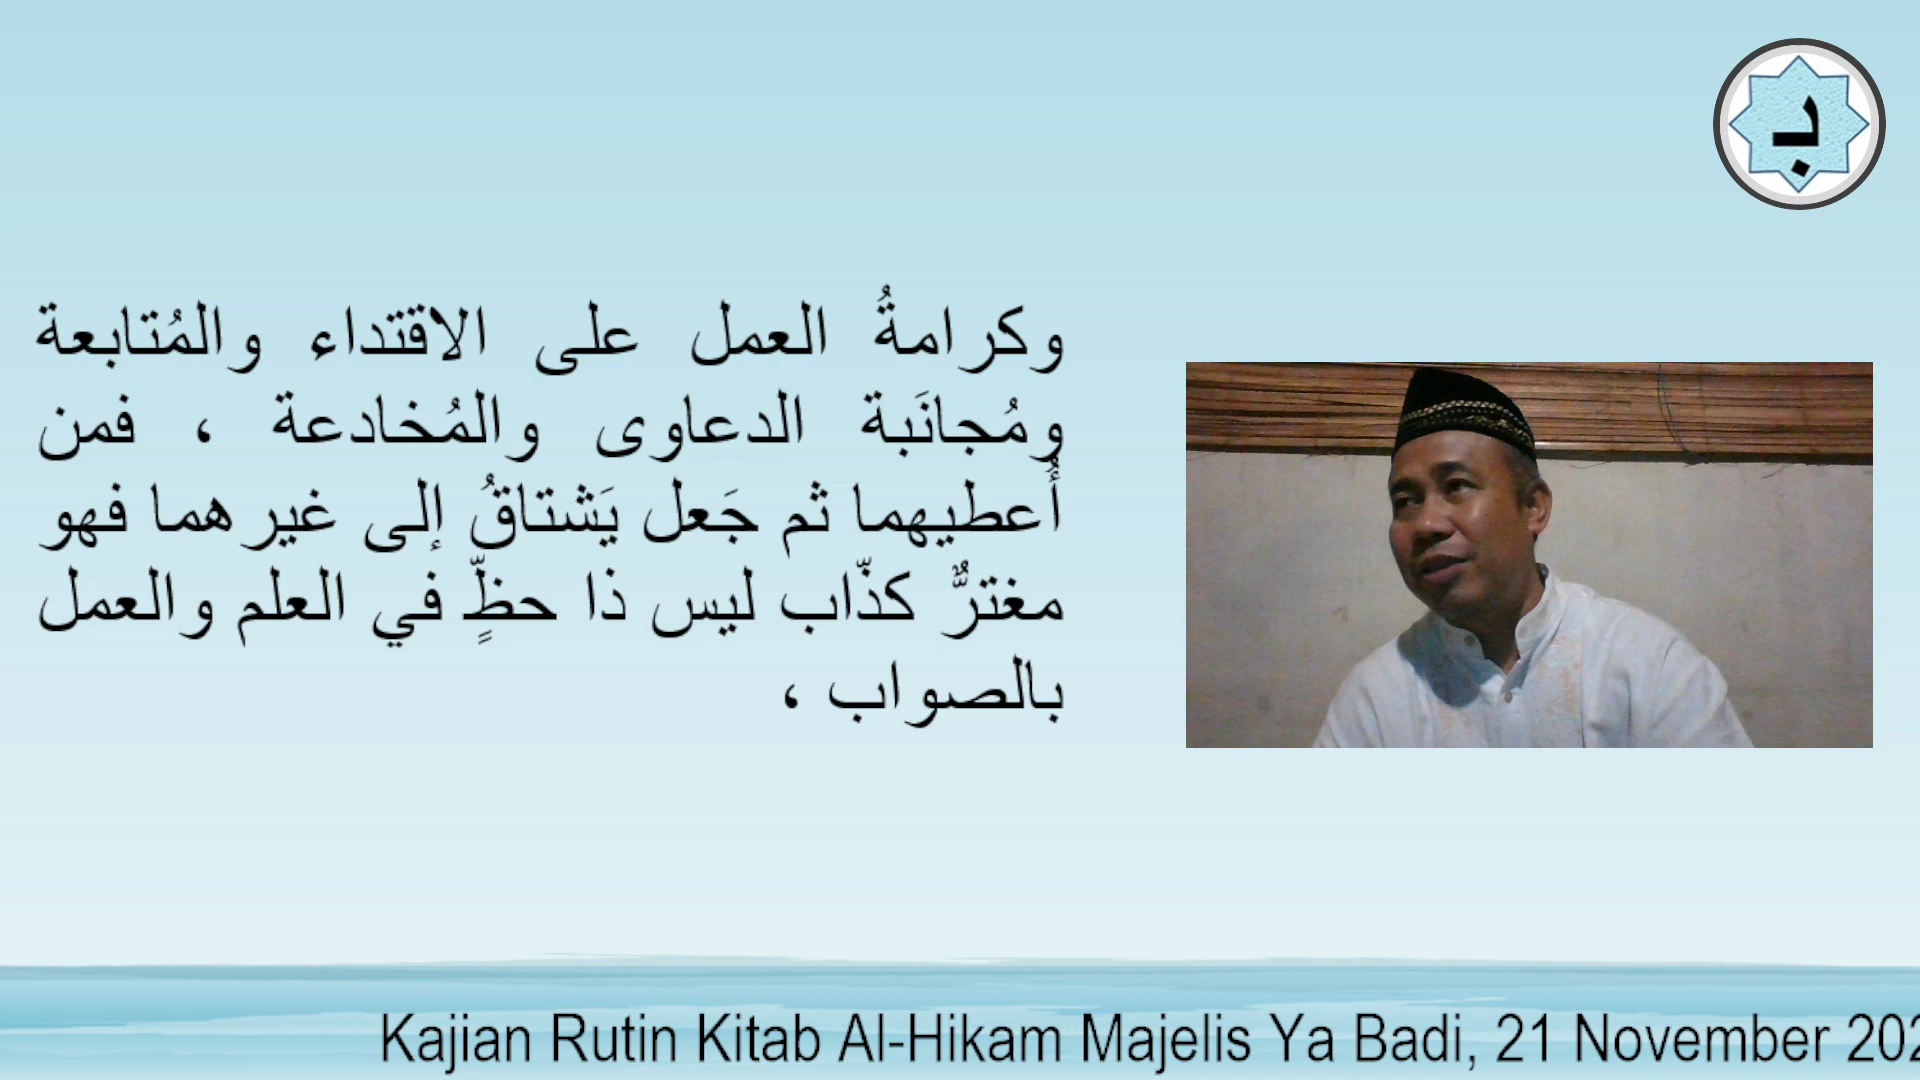 ب
وكرامةُ العمل على الاقتداء والمُتابعة
ومُجانَبة الدعاوى والمُخادعة ، فمن
أُعطيهما ثم جَعل يَشتاقُ إلى غيرهما فهو
مغترٌّ كذّاب ليس ذا حظٍّ في العلم والعمل
بالصواب ،
Kajian Rutin Kitab Al-Hikam Majelis Ya Badi, 21 November